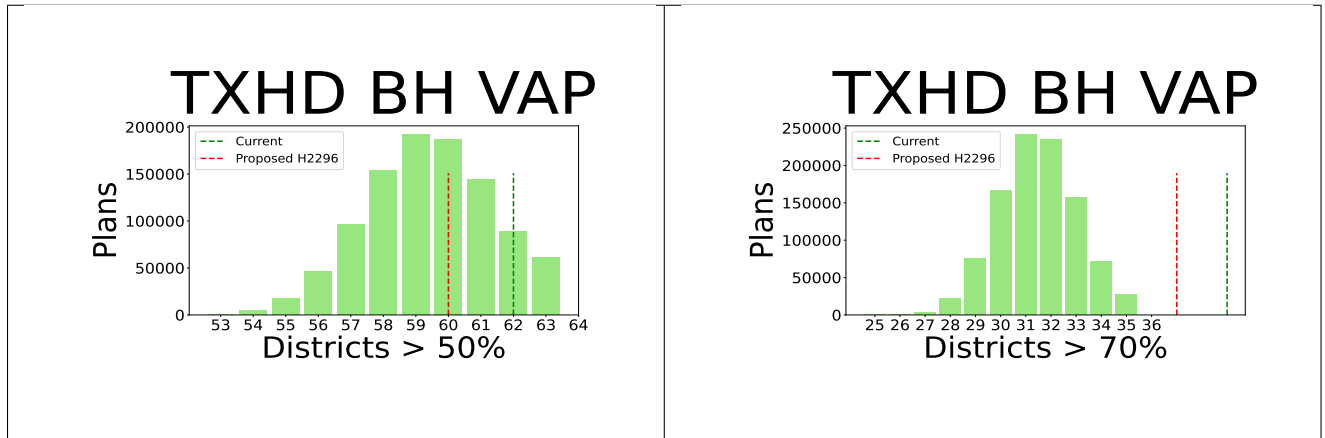 TXHD BH VAP
Current
Proposed H2296
200000
150000
100000
50000
0
Plans
53 54 55 56 57 58 59 60 61 62 63 64
Districts > 50%
TXHD BH VAP
Current
Proposed H2296
250000
200000
150000
100000
50000
0
Plans
25 26 27 28 29 30 31 32 33 34 35 36
Districts > 70%